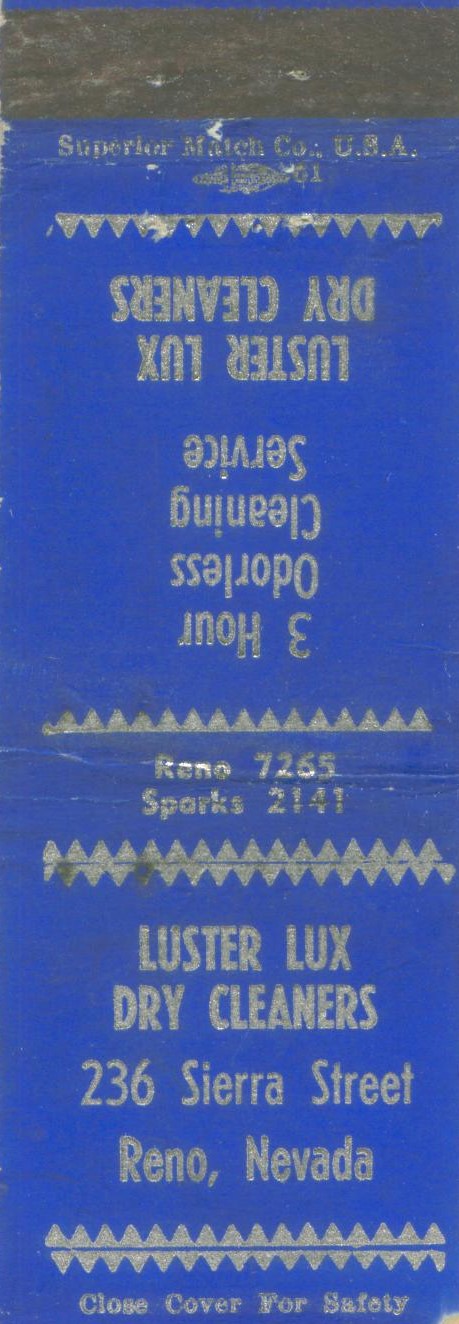 Superior Match Co., U.S.A.
LUSTER LUX
DRY CLEANERS
3 Hour
Odorless
Cleaning
Service
Reno 7265
Sparks 2141
LUSTER LUX
DRY CLEANERS
236 Sierra Street
Reno, Nevada
Close Cover For Safety